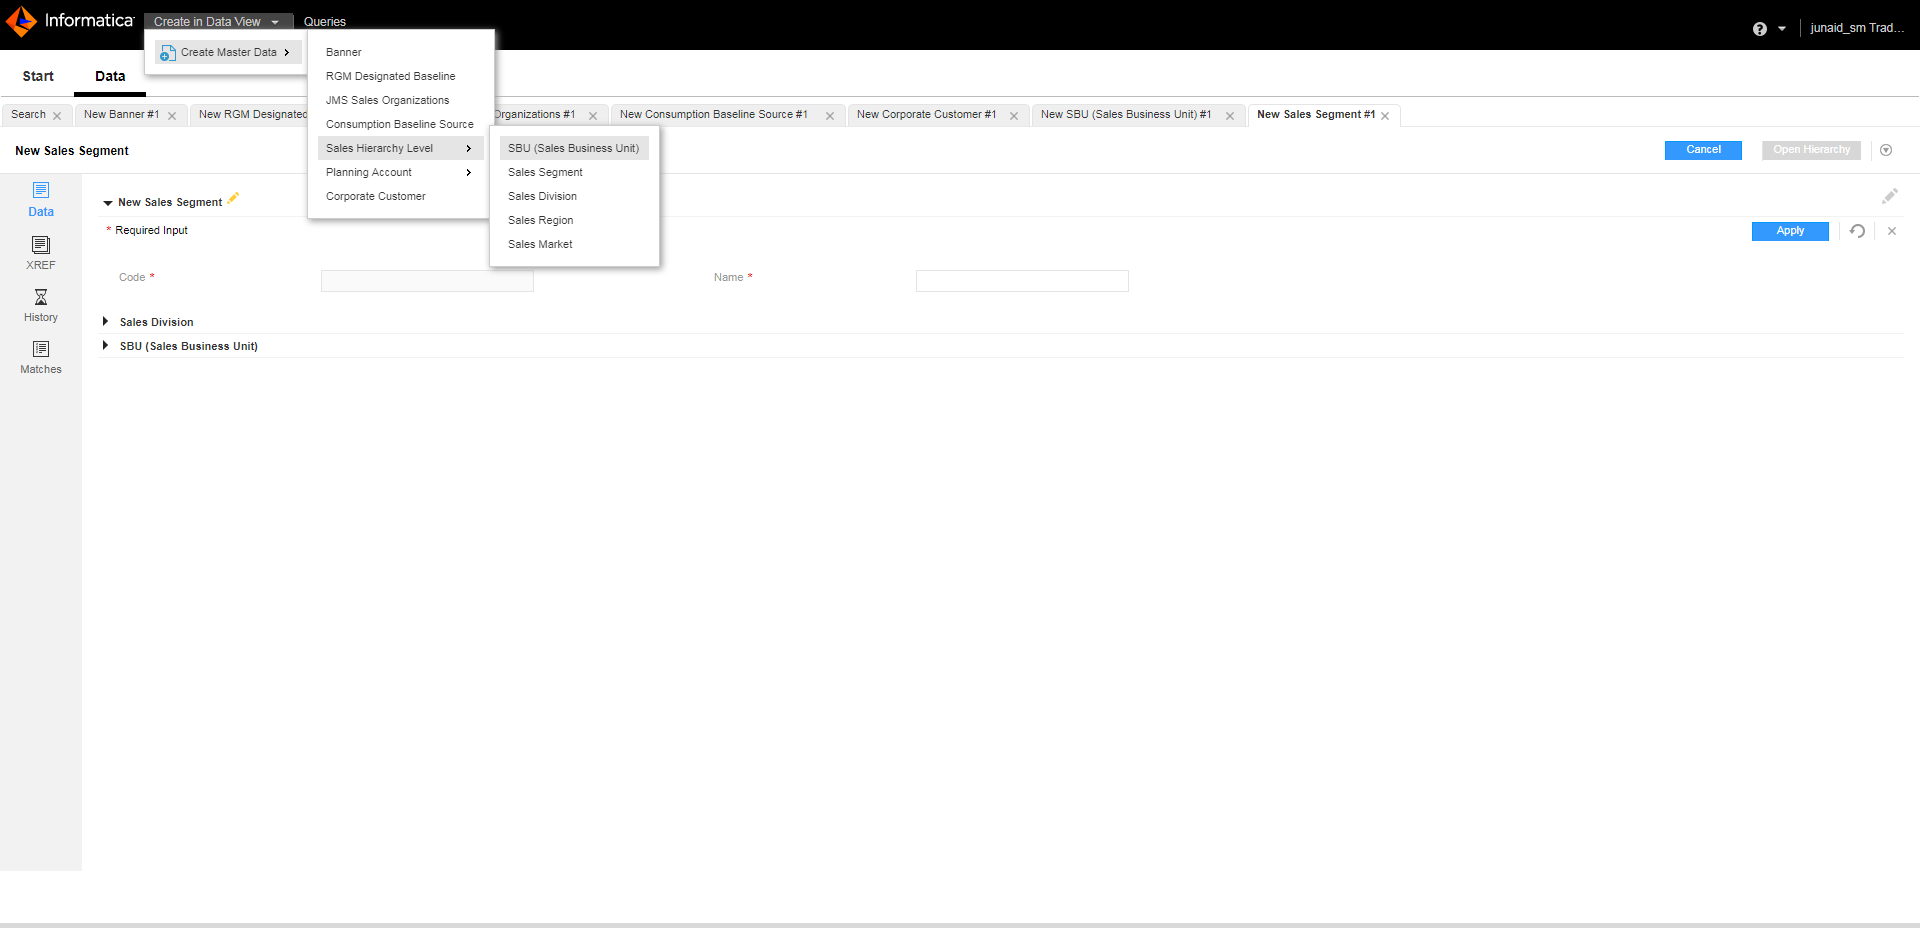 Informatica
Create in Data View
Queries
junaid_sm Trad...
Create Master Data
Banner
RGM Designated Baseline
JMS Sales Organizations
Consumption Baseline Source
Sales Hierarchy Level
Planning Account
Corporate Customer
SBU (Sales Business Unit)
Sales Segment
Sales Division
Sales Region
Sales Market
Start
Data
Search
New Banner #1
New RGM Designated
Organizations #1
New Consumption Baseline Source #1
New Corporate Customer #1
New SBU (Sales Business Unit) #1
New Sales Segment #1
New Sales Segment
Cancel
Open Hierarchy
Data
XREF
History
Matches
New Sales Segment
* Required Input
Apply
Code *
Name *
Sales Division
SBU (Sales Business Unit)